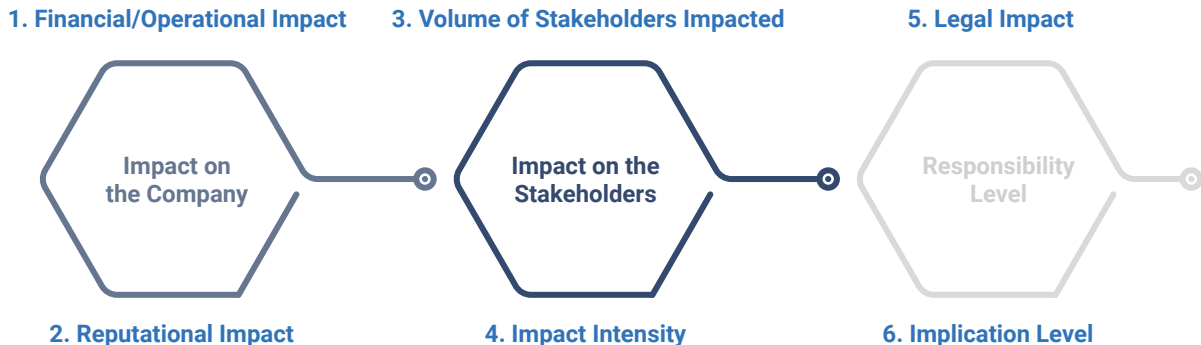 1. Financial/Operational Impact
3. Volume of Stakeholders Impacted
5. Legal Impact
Impact on
the Company
Impact on the
Stakeholders
Responsibility
Level
2. Reputational Impact
4. Impact Intensity
6. Implication Level